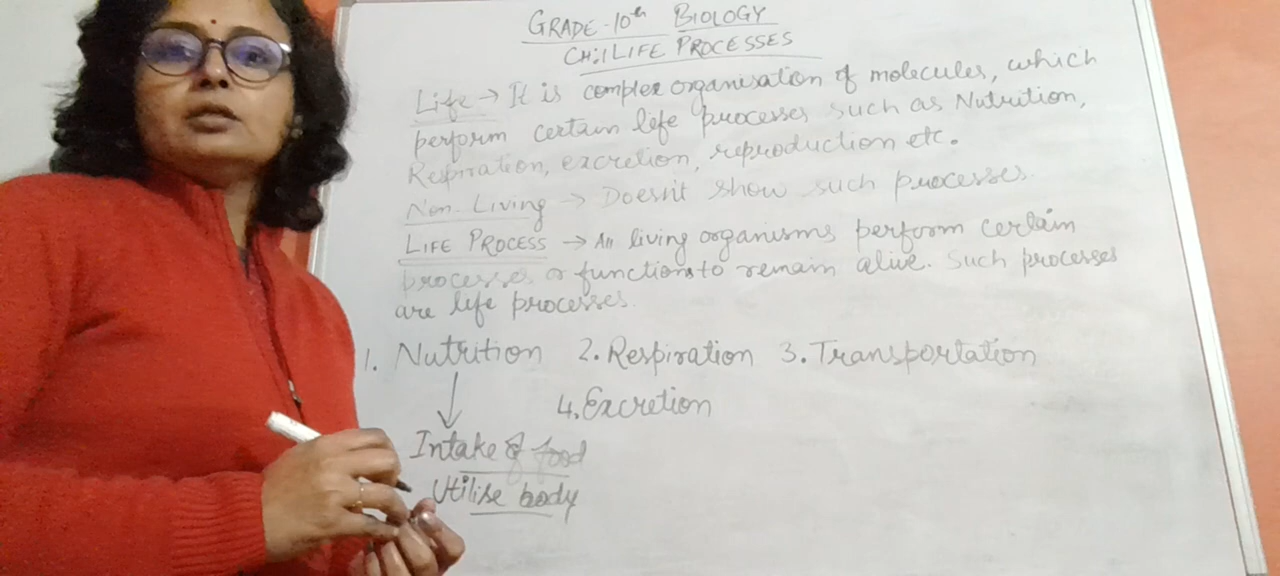 GRADE-10th BIOLOGY
CH:1 LIFE PROCESSES
Life → It is complex organisation of molecules, which
perform certain life processes such as Nutrition,
Respiration, excretion, reproduction etc.
Non-Living → Doesn't show such processes.
LIFE PROCESS → All living organisms perform certain
processes or functions to remain alive. Such processes
are life processes.
1. Nutrition 2. Respiration 3. Transportation
4. Excretion
Intake of food
Utilise body